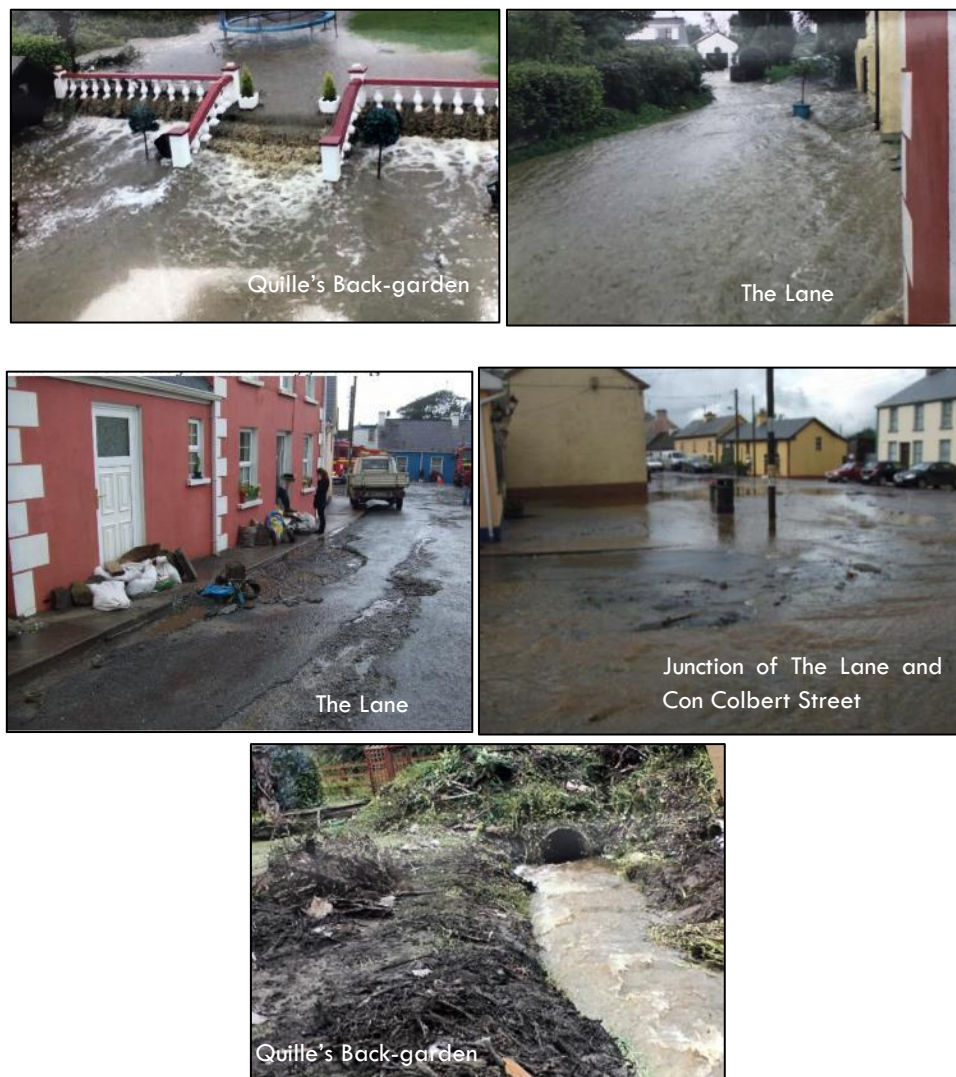 Quille's Back-garden
The Lane
The Lane
Junction of The Lane and
Con Colbert Street
Quille's Back-garden